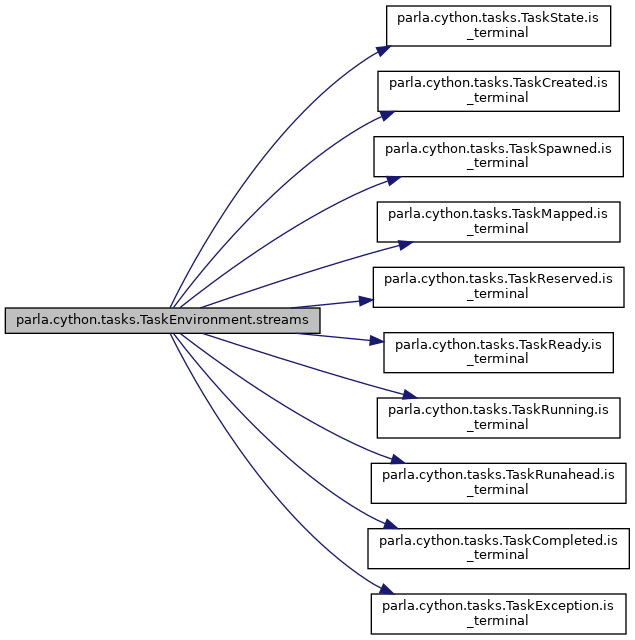 parla.cython.tasks.TaskState.is
_terminal
parla.cython.tasks.TaskCreated.is
_terminal
parla.cython.tasks.TaskSpawned.is
_terminal
parla.cython.tasks.TaskMapped.is
_terminal
parla.cython.tasks.TaskReserved.is
_terminal
parla.cython.tasks.TaskEnvironment.streams
parla.cython.tasks.TaskReady.is
_terminal
parla.cython.tasks.TaskRunning.is
_terminal
parla.cython.tasks.TaskRunahead.is
_terminal
parla.cython.tasks.TaskCompleted.is
_terminal
parla.cython.tasks.TaskException.is
_terminal